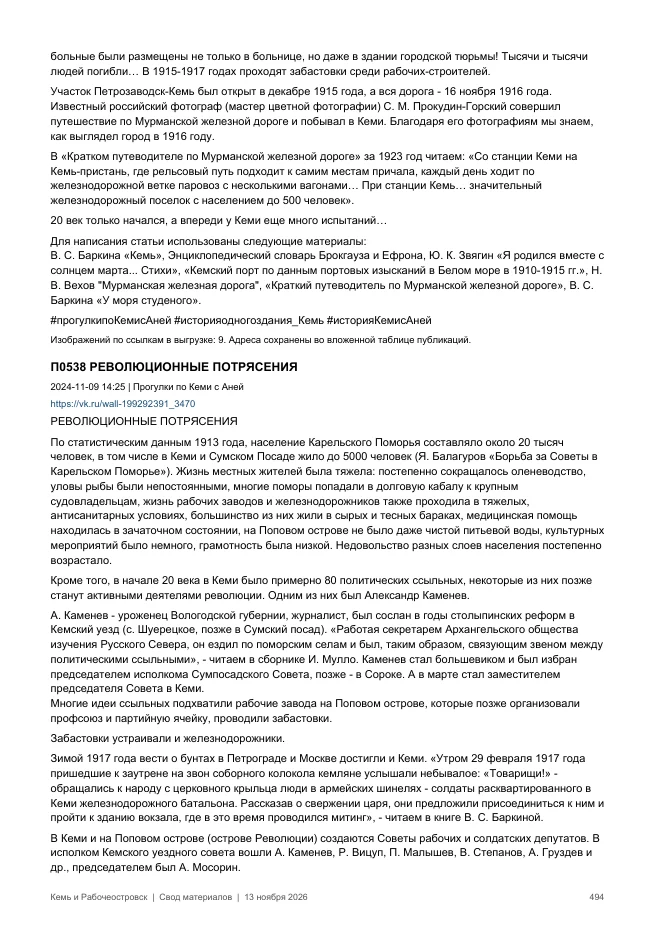 больные были размещены не только в больнице, но даже в здании городской тюрьмы! Тысячи и тысячи
людей погибли… В 1915-1917 годах проходят забастовки среди рабочих-строителей.
Участок Петрозаводск-Кемь был открыт в декабре 1915 года, а вся дорога - 16 ноября 1916 года.
Известный российский фотограф (мастер цветной фотографии) С. М. Прокудин-Горский совершил
путешествие по Мурманской железной дороге и побывал в Кеми. Благодаря его фотографиям мы знаем,
как выглядел город в 1916 году.
В «Кратком путеводителе по Мурманской железной дороге» за 1923 год читаем: «Со станции Кеми на
Кемь-пристань, где рельсовый путь подходит к самим местам причала, каждый день ходит по
железнодорожной ветке паровоз с несколькими вагонами… При станции Кемь… значительный
железнодорожный поселок с населением до 500 человек».
20 век только начался, а впереди у Кеми еще много испытаний…
Для написания статьи использованы следующие материалы:
В. С. Баркина «Кемь», Энциклопедический словарь Брокгауза и Ефрона, Ю. К. Звягин «Я родился вместе с
солнцем марта... Стихи», «Кемский порт по данным портовых изысканий в Белом море в 1910-1915 гг.», Н.
В. Вехов "Мурманская железная дорога", «Краткий путеводитель по Мурманской железной дороге», В. С.
Баркина «У моря студеного».
#прогулкипоКемисАней #историяодногоздания_Кемь #историяКемисАней
Изображений по ссылкам в выгрузке: 9. Адреса сохранены во вложенной таблице публикаций.
П0538 РЕВОЛЮЦИОННЫЕ ПОТРЯСЕНИЯ
2024-11-09 14:25 | Прогулки по Кеми с Аней
https://vk.ru/wall-199292391_3470
РЕВОЛЮЦИОННЫЕ ПОТРЯСЕНИЯ
По статистическим данным 1913 года, население Карельского Поморья составляло около 20 тысяч
человек, в том числе в Кеми и Сумском Посаде жило до 5000 человек (Я. Балагуров «Борьба за Советы в
Карельском Поморье»). Жизнь местных жителей была тяжела: постепенно сокращалось оленеводство,
уловы рыбы были непостоянными, многие поморы попадали в долговую кабалу к крупным
судовладельцам, жизнь рабочих заводов и железнодорожников также проходила в тяжелых,
антисанитарных условиях, большинство из них жили в сырых и тесных бараках, медицинская помощь
находилась в зачаточном состоянии, на Поповом острове не было даже чистой питьевой воды, культурных
мероприятий было немного, грамотность была низкой. Недовольство разных слоев населения постепенно
возрастало.
Кроме того, в начале 20 века в Кеми было примерно 80 политических ссыльных, некоторые из них позже
станут активными деятелями революции. Одним из них был Александр Каменев.
А. Каменев - уроженец Вологодской губернии, журналист, был сослан в годы столыпинских реформ в
Кемский уезд (с. Шуерецкое, позже в Сумский посад). «Работая секретарем Архангельского общества
изучения Русского Севера, он ездил по поморским селам и был, таким образом, связующим звеном между
политическими ссыльными», - читаем в сборнике И. Мулло. Каменев стал большевиком и был избран
председателем исполкома Сумпосадского Совета, позже - в Сороке. А в марте стал заместителем
председателя Совета в Кеми.
Многие идеи ссыльных подхватили рабочие завода на Поповом острове, которые позже организовали
профсоюз и партийную ячейку, проводили забастовки.
Забастовки устраивали и железнодорожники.
Зимой 1917 года вести о бунтах в Петрограде и Москве достигли и Кеми. «Утром 29 февраля 1917 года
пришедшие к заутрене на звон соборного колокола кемляне услышали небывалое: «Товарищи!» -
обращались к народу с церковного крыльца люди в армейских шинелях - солдаты расквартированного в
Кеми железнодорожного батальона. Рассказав о свержении царя, они предложили присоединиться к ним и
пройти к зданию вокзала, где в это время проводился митинг», - читаем в книге В. С. Баркиной.
В Кеми и на Поповом острове (острове Революции) создаются Советы рабочих и солдатских депутатов. В
исполком Кемского уездного совета вошли А. Каменев, Р. Вицуп, П. Малышев, В. Степанов, А. Груздев и
др., председателем был А. Мосорин.
Кемь и Рабочеостровск | Свод материалов | 13 ноября 2026
494